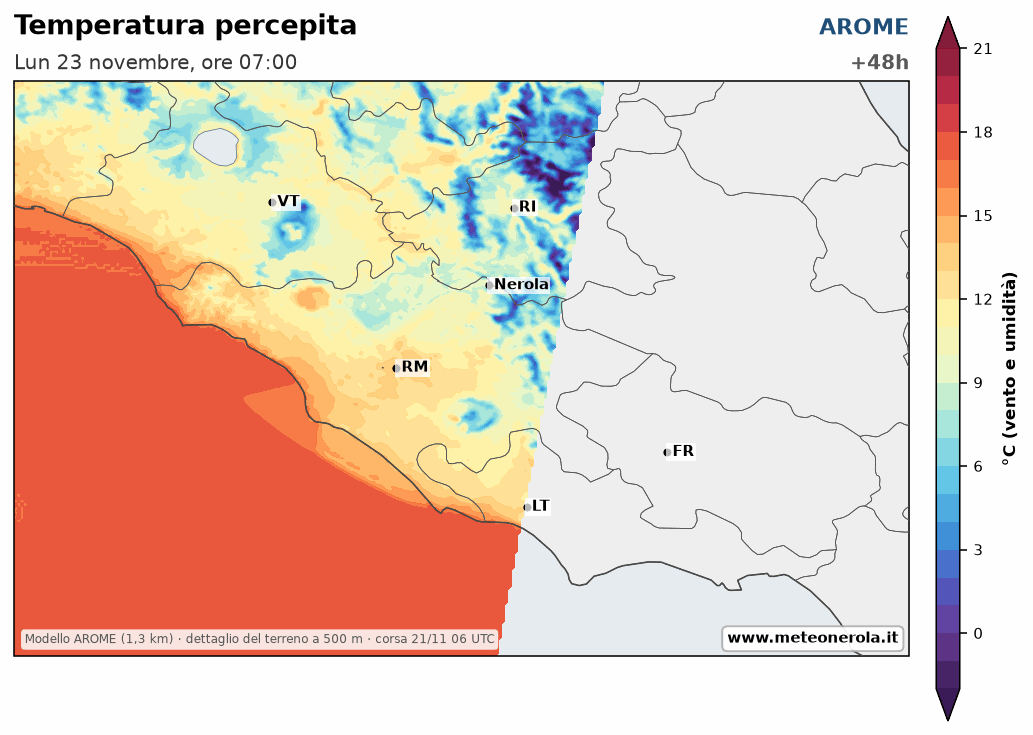 Temperatura percepita
AROME
Lun 23 novembre, ore 07:00
+48h
VT
RI
Nerola
RM
FR
LT
Modello AROME (1,3 km) · dettaglio del terreno a 500 m · corsa 21/11 06 UTC
www.meteonerola.it
21
18
15
12
9
6
3
0
°C (vento e umidità)